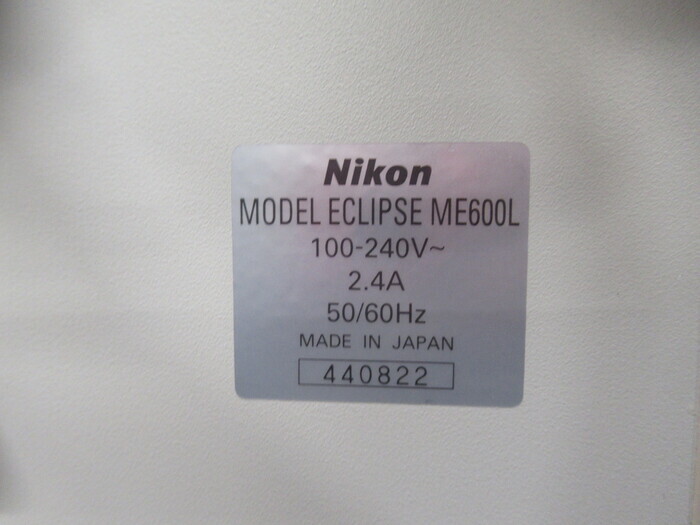 Nikon
MODEL ECLIPSE ME600L
100-240V~
2.4A
50/60Hz
MADE IN JAPAN
440822